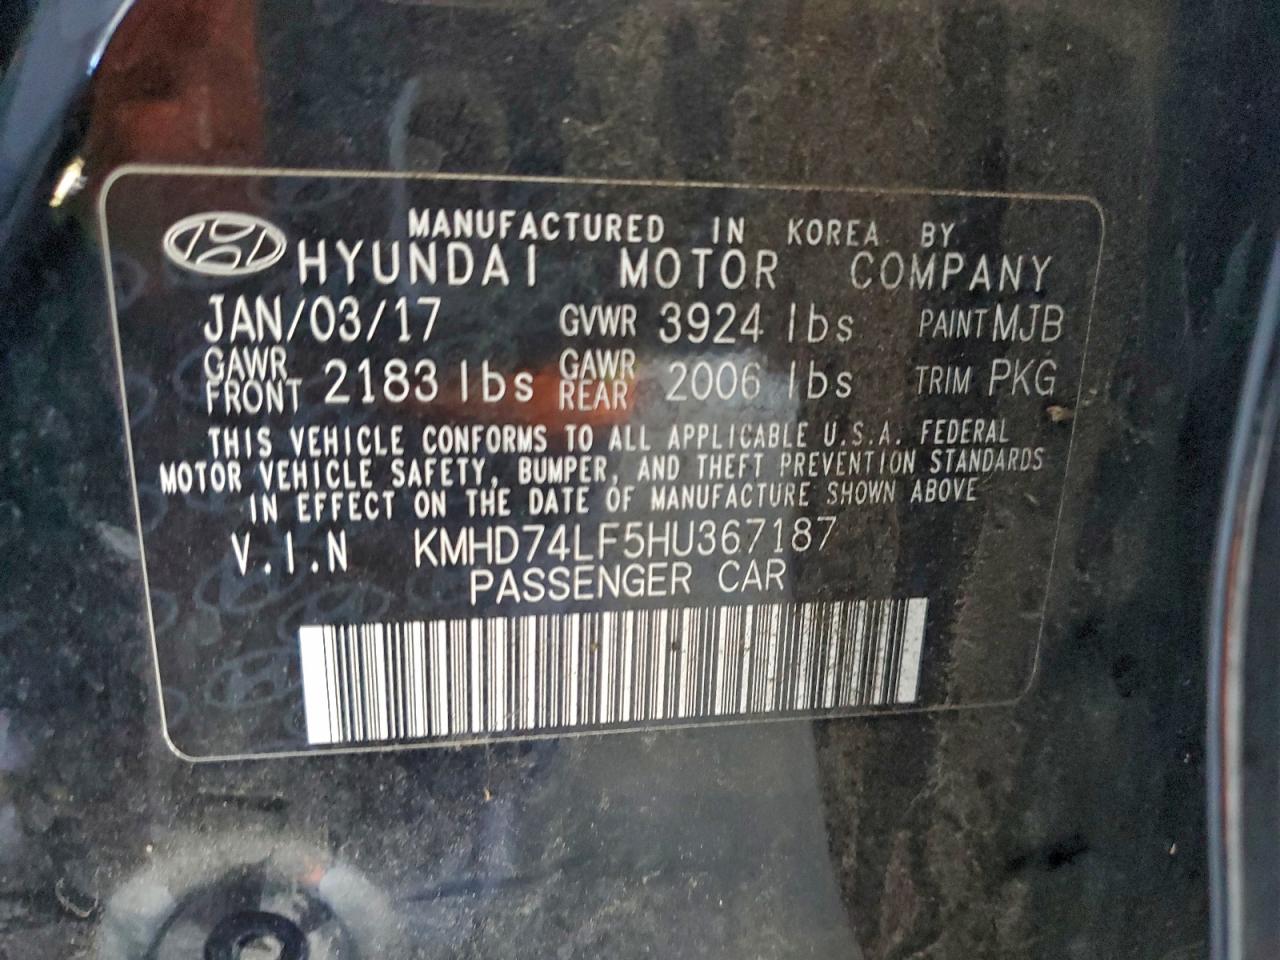 MANUFACTURED IN KOREA BY
HYUNDAI MOTOR COMPANY
JAN/03/17 GVWR 3924 lbs PAINT MJB
GAWR FRONT 2183 lbs GAWR REAR 2006 lbs TRIM PKG
THIS VEHICLE CONFORMS TO ALL APPLICABLE U.S.A. FEDERAL
MOTOR VEHICLE SAFETY, BUMPER, AND THEFT PREVENTION STANDARDS
IN EFFECT ON THE DATE OF MANUFACTURE SHOWN ABOVE
V.I.N KMHD74LF5HU367187
PASSENGER CAR